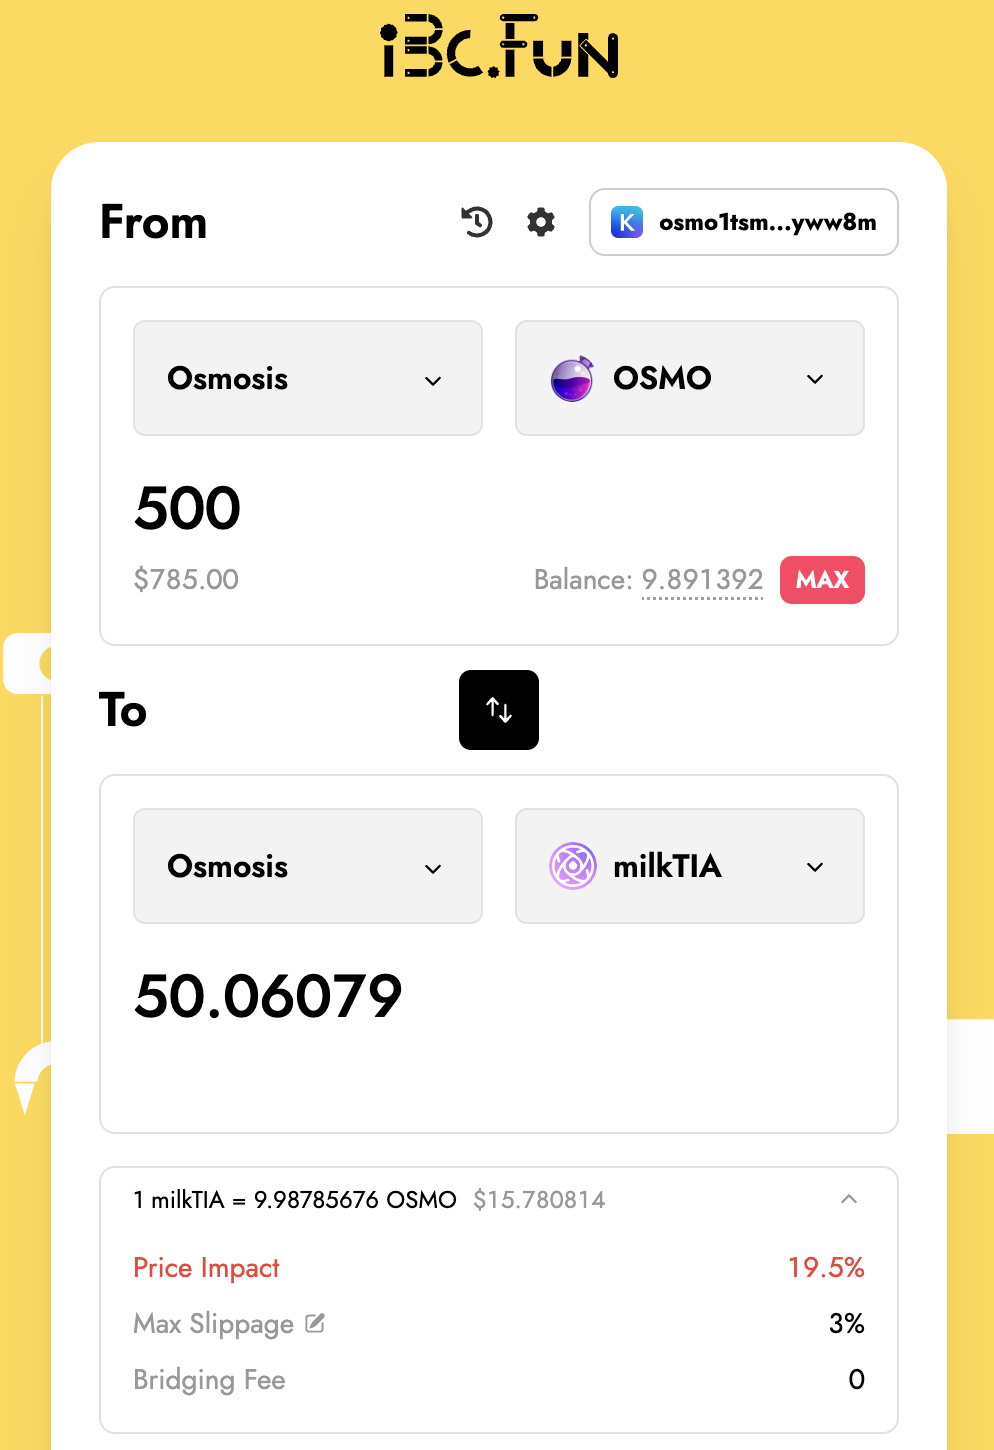 iBC.FUN
From
K osmo1tsm...yww8m
Osmosis
OSMO
500
$785.00
Balance: 9.891392 MAX
To
Osmosis
milkTIA
50.06079
1 milkTIA = 9.98785676 OSMO $15.780814
Price Impact 19.5%
Max Slippage 3%
Bridging Fee 0